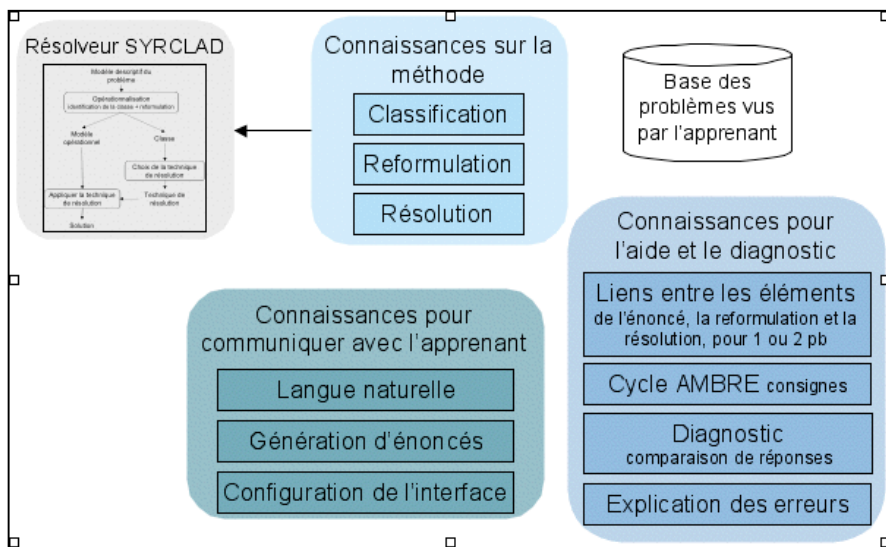 Résolveur SYRCLAD
Modèle descriptif du
problème
Opérationnalisation
identification de la classe + reformulation
Modèle
opérationnel
Classe
Choix de la technique
de résolution
Appliquer la technique
de résolution
Technique de
résolution
Solution
Connaissances sur la
méthode
Classification
Reformulation
Résolution
Base des
problèmes vus
par l'apprenant
Connaissances pour
communiquer avec l'apprenant
Langue naturelle
Génération d'énoncés
Configuration de l'interface
Connaissances pour
l'aide et le diagnostic
Liens entre les éléments
de l'énoncé, la reformulation et la
résolution, pour 1 ou 2 pb
Cycle AMBRE consignes
Diagnostic
comparaison de réponses
Explication des erreurs